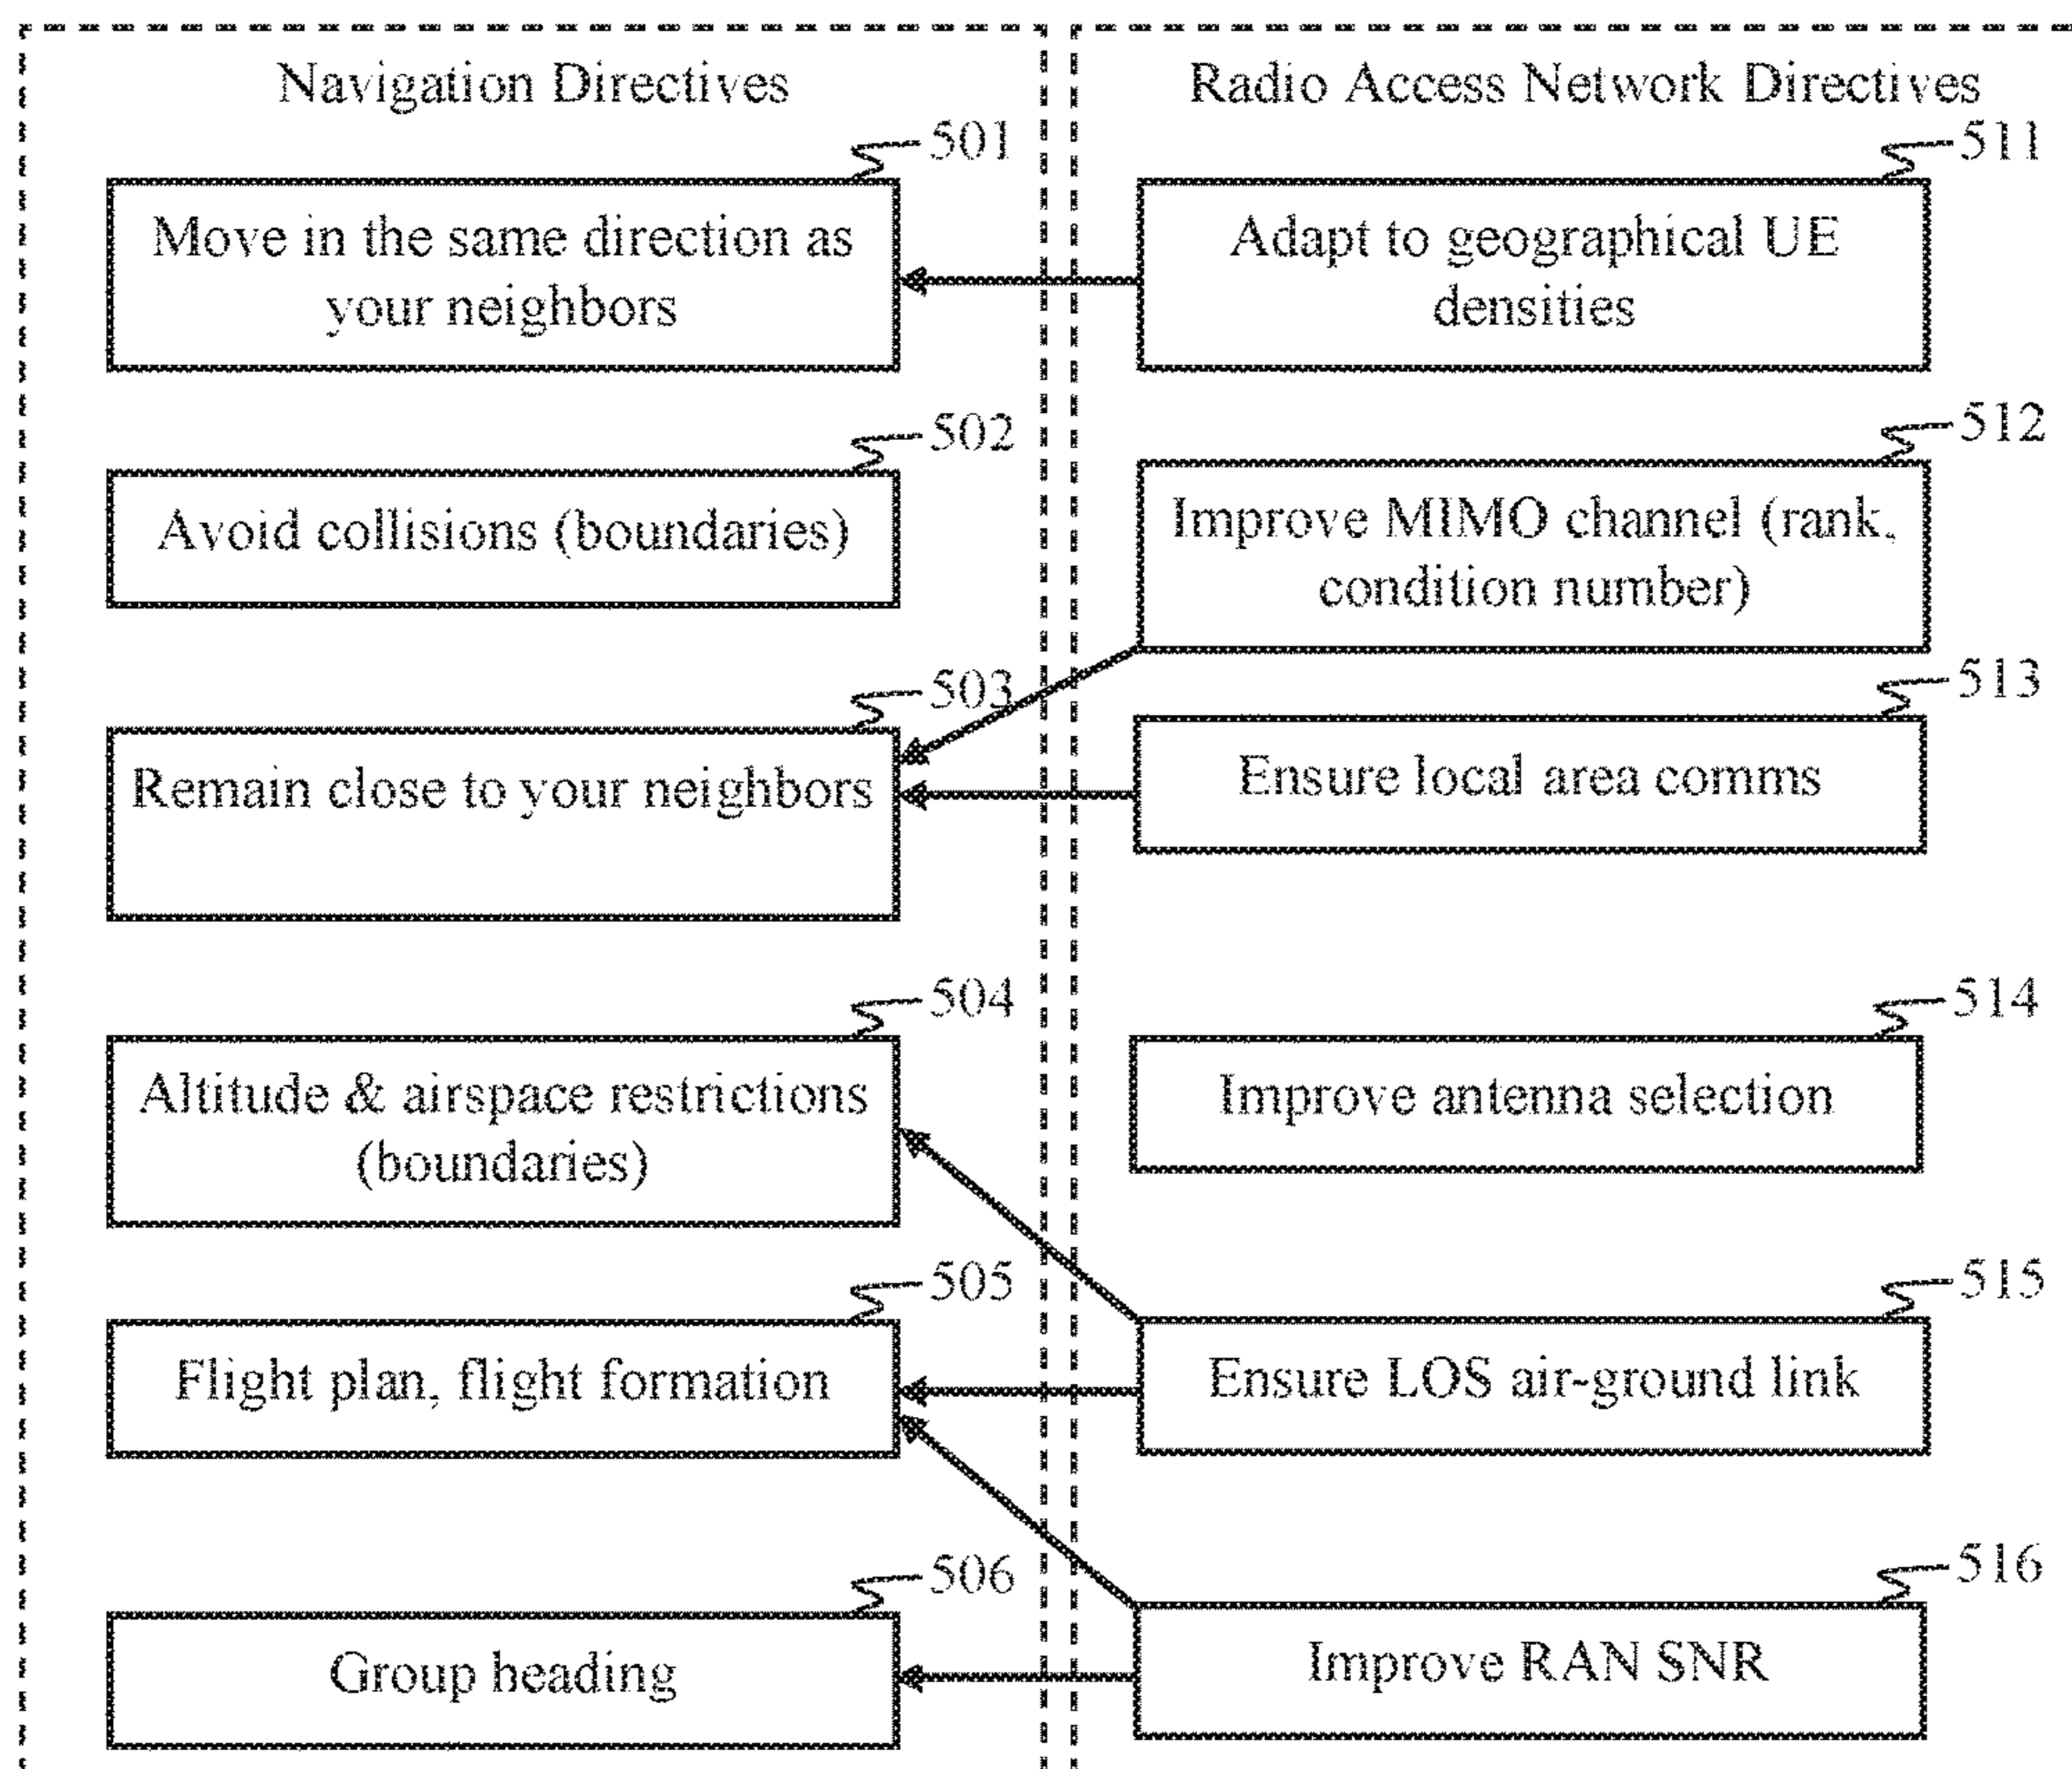 Navigation Directives
501
Move in the same direction as
your neighbors
502
Avoid collisions (boundaries)
503
Remain close to your neighbors
504
Altitude & airspace restrictions
(boundaries)
505
Flight plan, flight formation
506
Group heading
Radio Access Network Directives
511
Adapt to geographical UE
densities
512
Improve MIMO channel (rank,
condition number)
513
Ensure local area comms
514
Improve antenna selection
515
Ensure LOS air-ground link
516
Improve RAN SNR